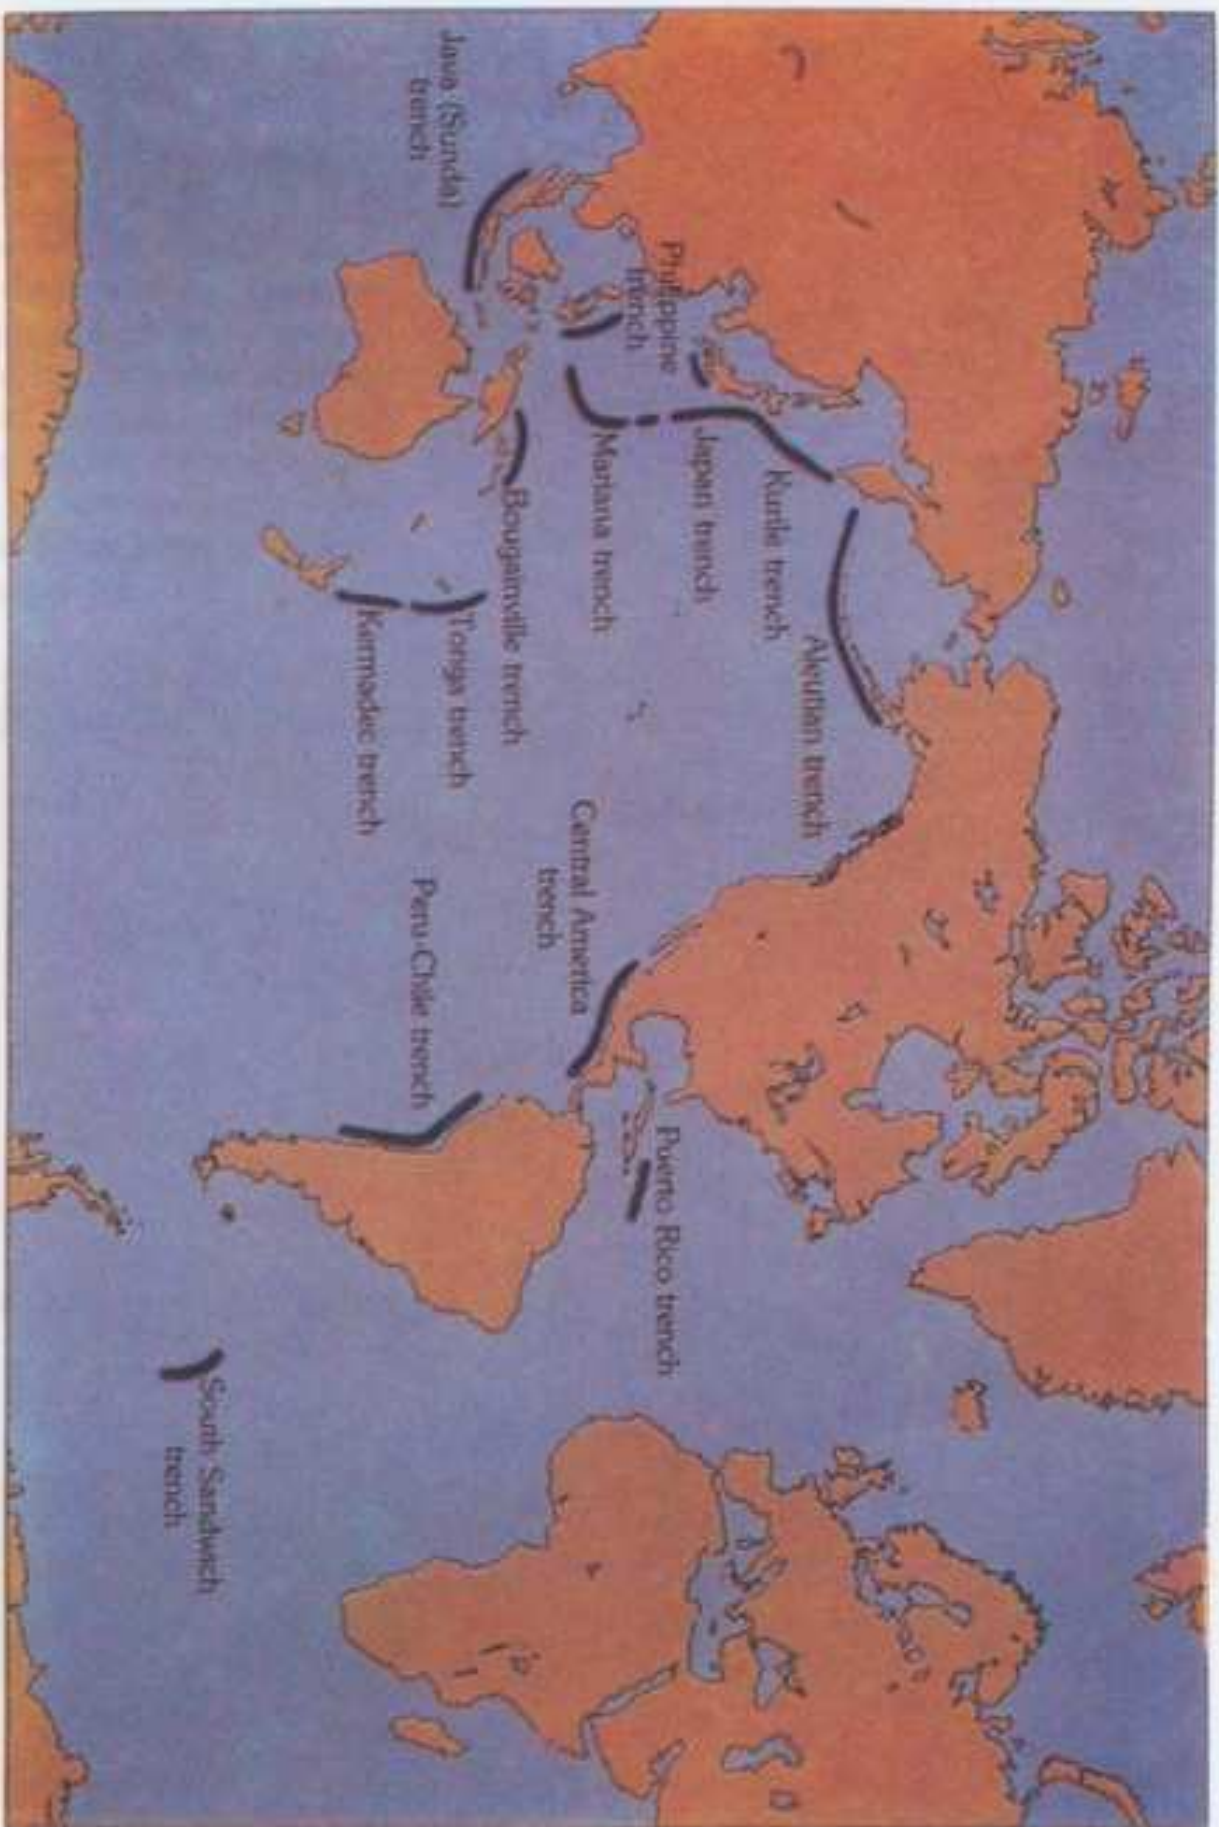 Aleutian trench
Kurile trench
Japan trench
Philippine
trench
Mariana trench
Bougainville trench
Java (Sunda)
trench
Tonga trench
Kermadec trench
Central America
trench
Puerto Rico trench
Peru-Chile trench
South Sandwich
trench